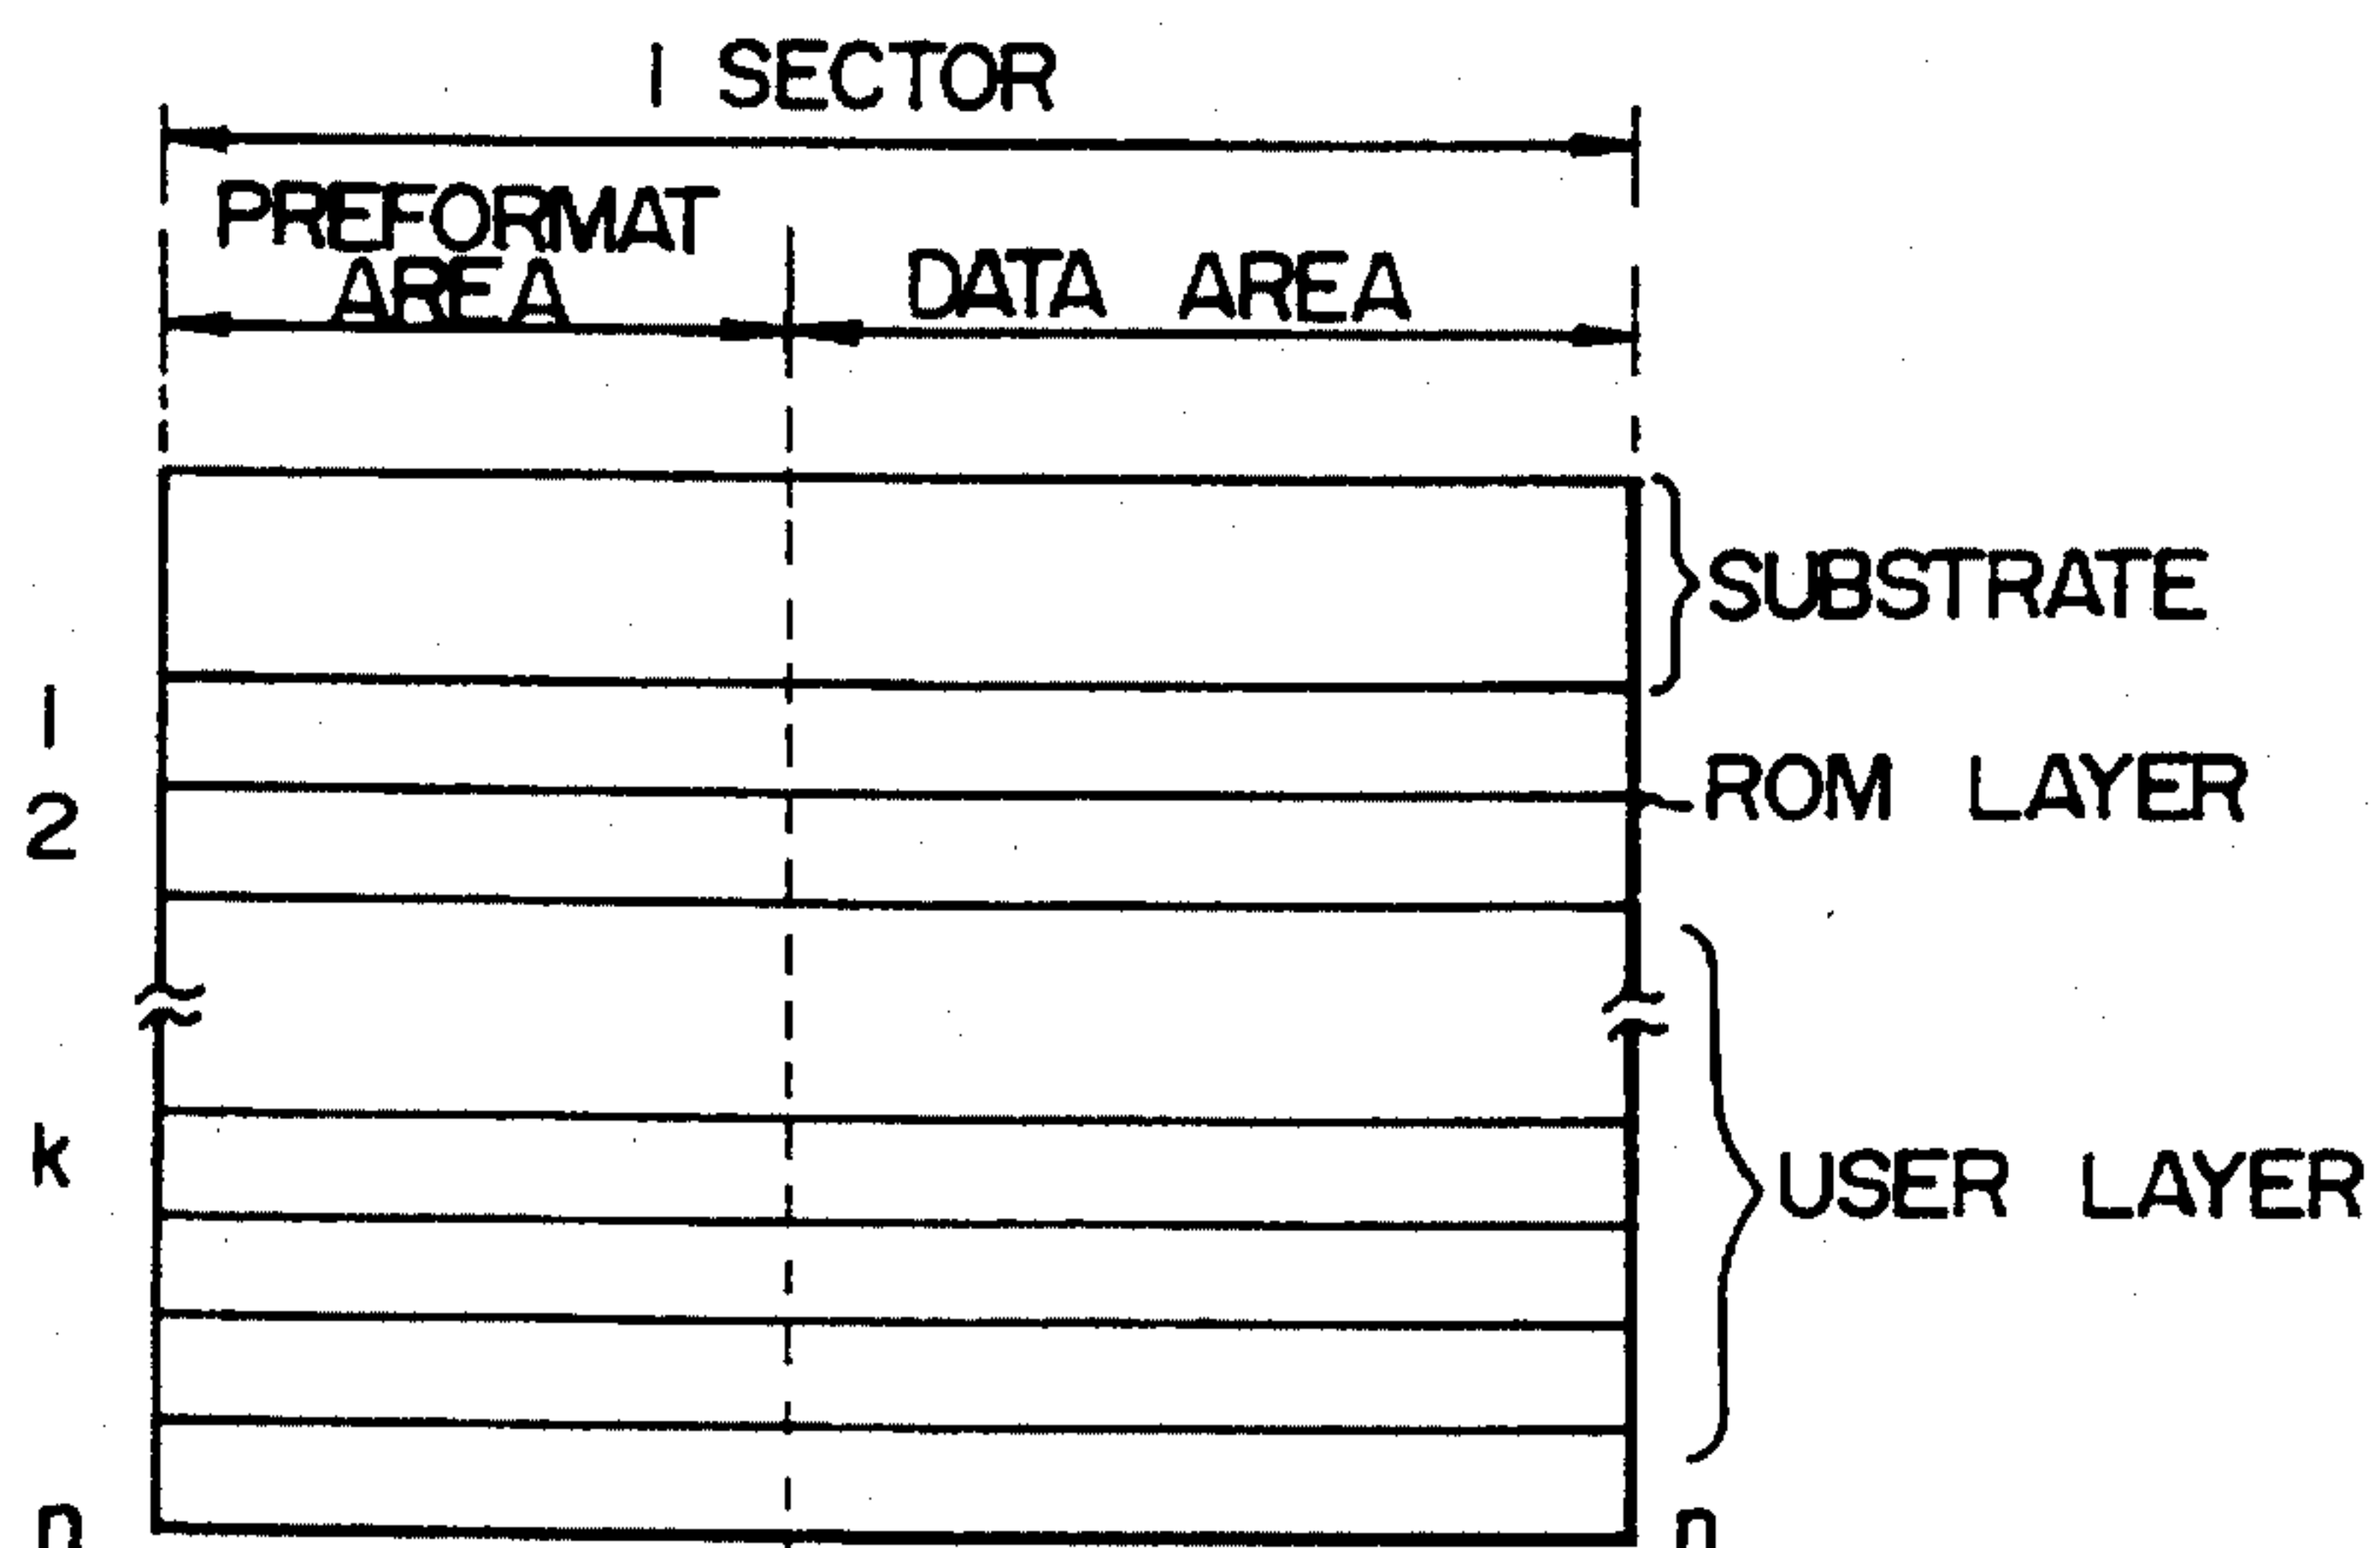 1 SECTOR
PREFORMAT
AREA
DATA AREA
SUBSTRATE
1
ROM LAYER
2
k
USER LAYER
n
n